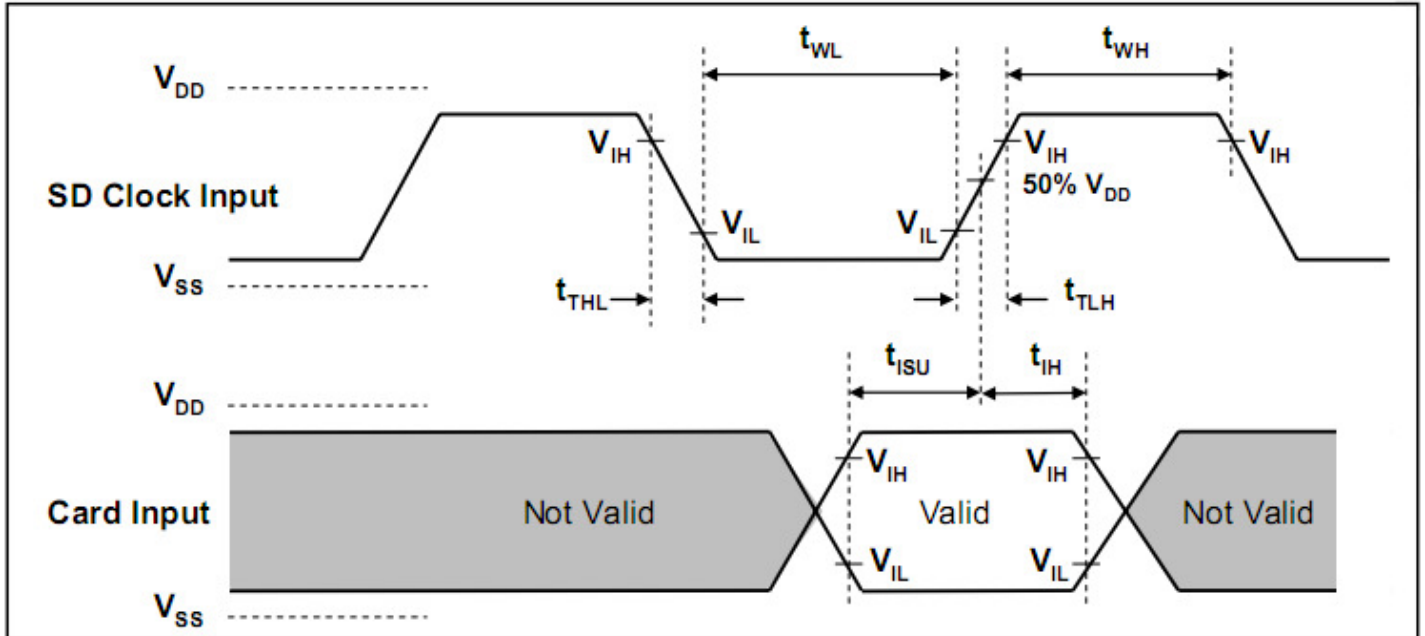 tWL tWH
VDD
VIH VIH VIH
50% VDD
SD Clock Input
VIL VIL
VSS
tTHL tTLH
tISU tIH
VDD
VIH VIH
Card Input Not Valid Valid Not Valid
VIL VIL
VSS